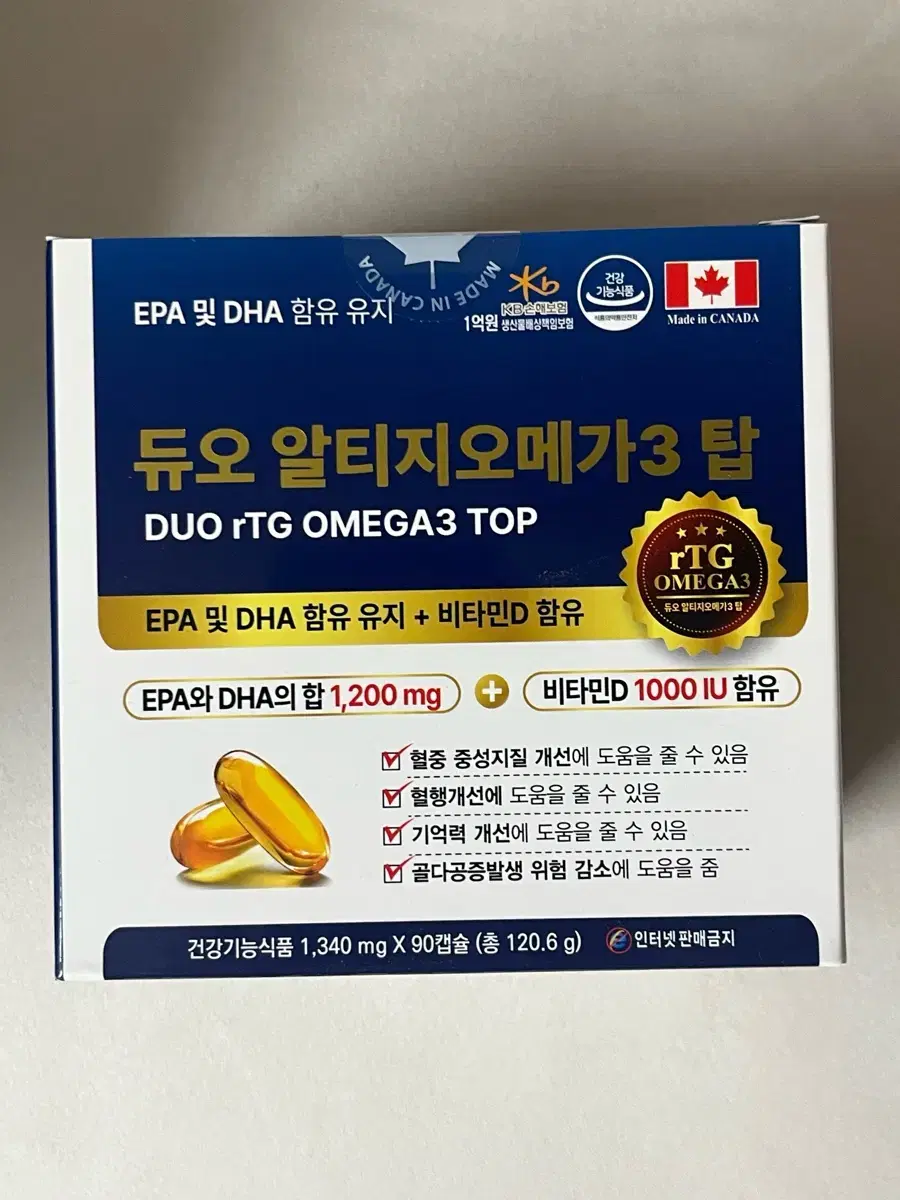 MADE IN CANADA
EPA 및 DHA 함유 유지
1억원
Kb
KB손해보험
생산물배상책임보험
건강
기능식품
식품의약품안전처
Made in CANADA
듀오 알티지오메가3 탑
DUO rTG OMEGA3 TOP
rTG
OMEGA3
듀오 알티지오메가3 탑
EPA 및 DHA 함유 유지 + 비타민D 함유
EPA와 DHA의 합 1,200 mg + 비타민D 1000 IU 함유
혈중 중성지질 개선에 도움을 줄 수 있음
혈행개선에 도움을 줄 수 있음
기억력 개선에 도움을 줄 수 있음
골다공증발생 위험 감소에 도움을 줌
건강기능식품 1,340 mg X 90캡슐 (총 120.6 g)
인터넷판매금지